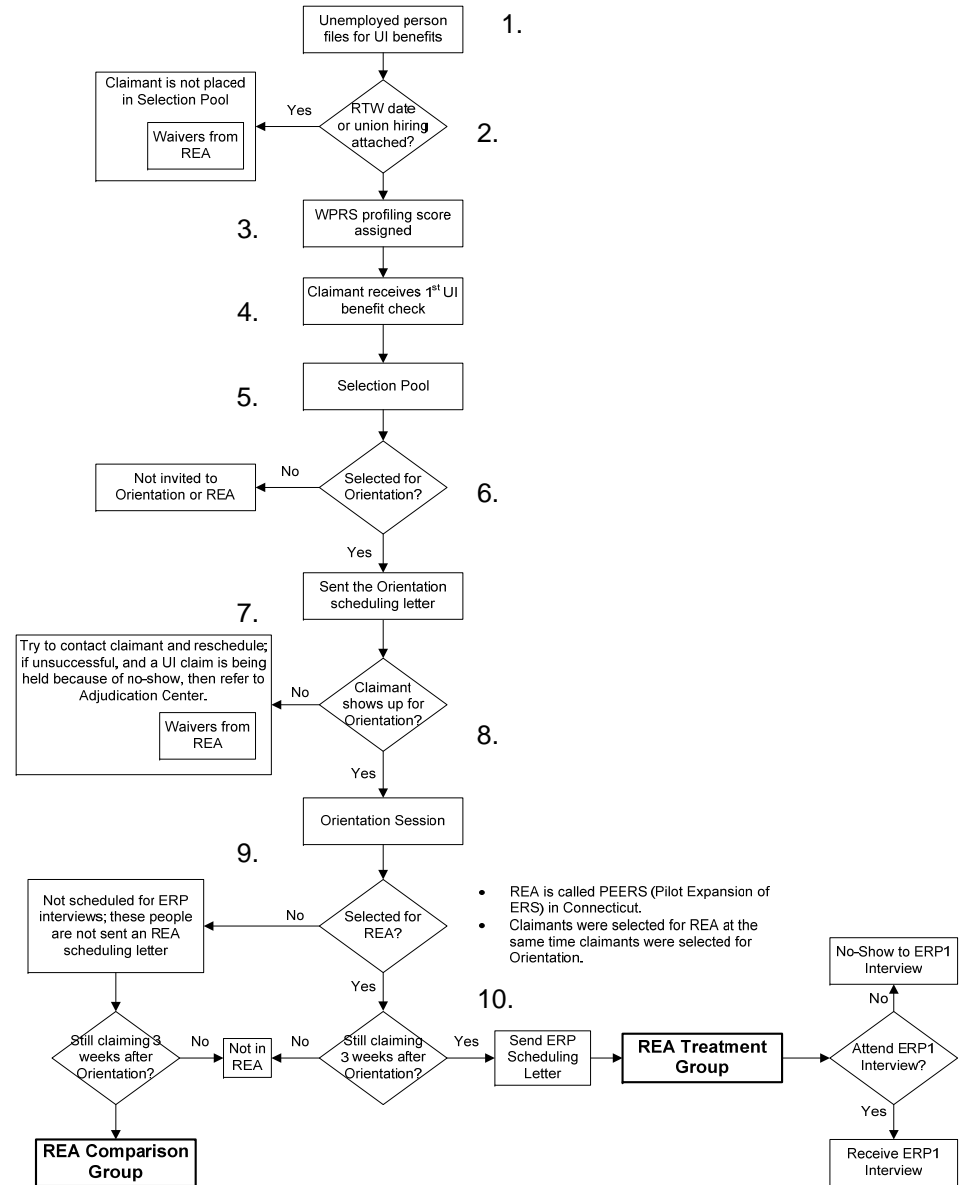 Unemployed person
files for UI benefits
1.
Claimant is not placed
in Selection Pool
Waivers from
REA
Yes
RTW date
or union hiring
attached?
2.
WPRS profiling score
assigned
3.
Claimant receives 1st UI
benefit check
4.
Selection Pool
5.
Not invited to
Orientation or REA
No
Selected for
Orientation?
6.
Yes
Sent the Orientation
scheduling letter
7.
Try to contact claimant and reschedule;
if unsuccessful, and a UI claim is being
held because of no-show, then refer to
Adjudication Center.
Waivers from
REA
No
Claimant
shows up for
Orientation?
8.
Yes
Orientation Session
9.
Not scheduled for ERP
interviews; these people
are not sent an REA
scheduling letter
No
Selected for
REA?
• REA is called PEERS (Pilot Expansion of
ERS) in Connecticut.
• Claimants were selected for REA at the
same time claimants were selected for
Orientation.
Yes
10.
Still claiming 3
weeks after
Orientation?
No
Not in
REA
No
Still claiming
3 weeks after
Orientation?
Yes
Send ERP
Scheduling
Letter
REA Treatment
Group
No-Show to ERP1
Interview
No
Attend ERP1
Interview?
Yes
Receive ERP1
Interview
REA Comparison
Group